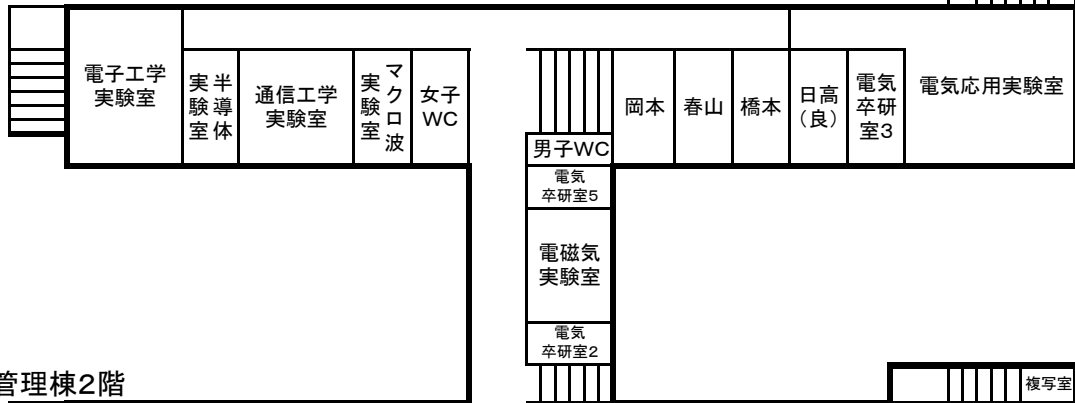 電子工学
実験室
半導体
実験室
通信工学
実験室
マクロ波
実験室
女子
WC
岡本
春山
橋本
日高
（良）
電気
卒研
室3
電気応用実験室
男子WC
電気
卒研室5
電磁気
実験室
電気
卒研室2
管理棟2階
複写室